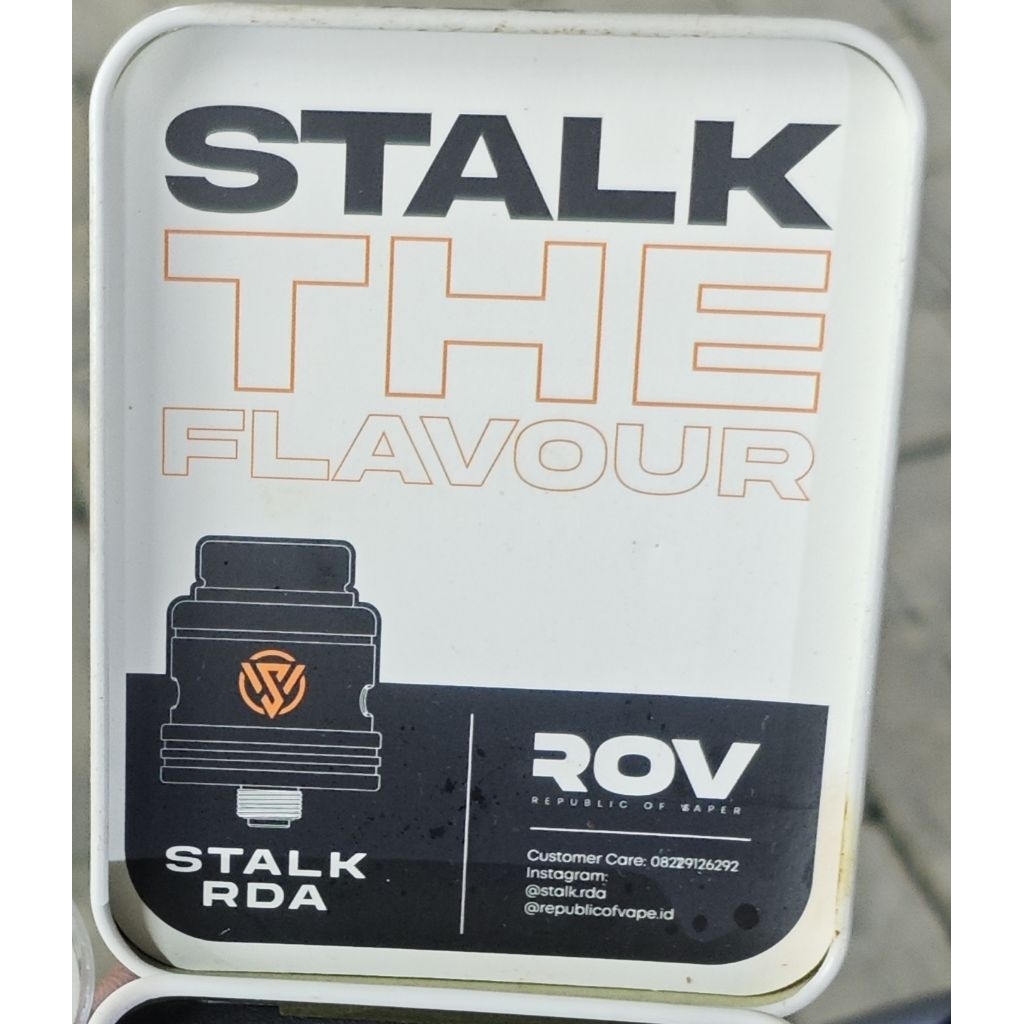 STALK
THE
FLAVOUR
STALK
RDA
ROV
REPUBLIC OF VAPER
Customer Care: 08229126292
Instagram:
@stalk.rda
@republicofvape.id